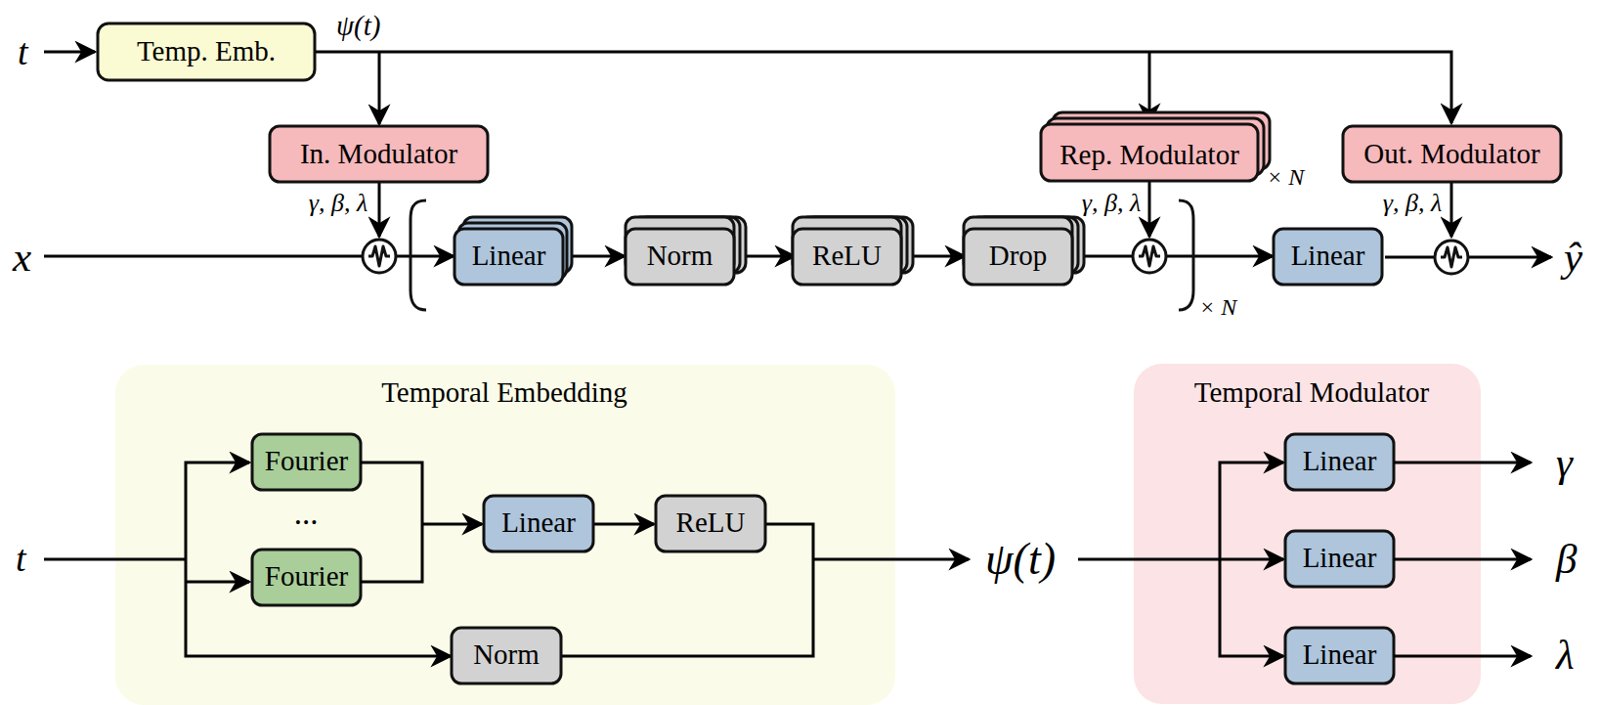 ψ(t)
t
Temp. Emb.
In. Modulator
Rep. Modulator
Out. Modulator
× N
γ, β, λ
γ, β, λ
γ, β, λ
x
Linear
Norm
ReLU
Drop
Linear
ŷ
× N
Temporal Embedding
Temporal Modulator
Fourier
Linear
γ
...
Linear
ReLU
t
ψ(t)
Linear
β
Fourier
Norm
Linear
λ